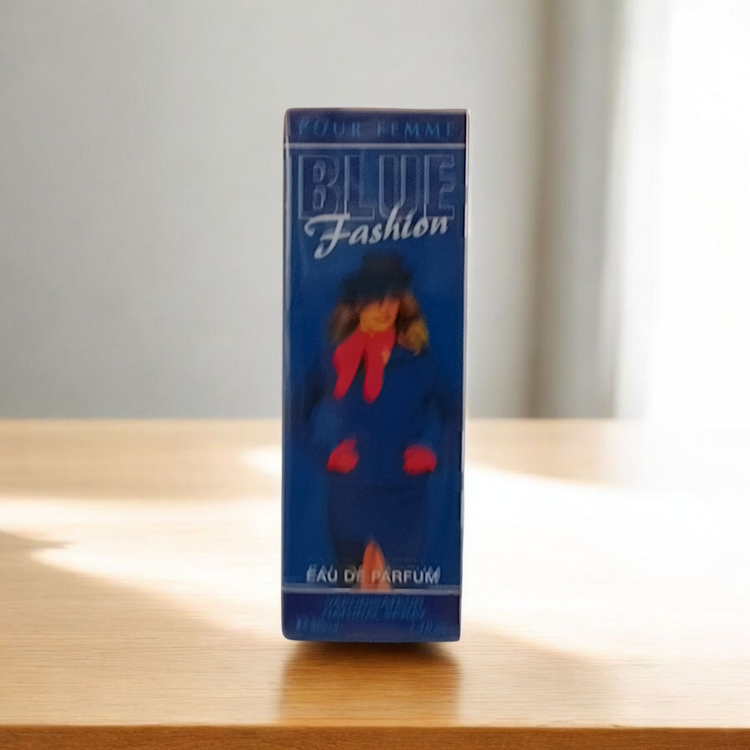 POUR FEMME
BLUE
Fashion
EAU DE PARFUM